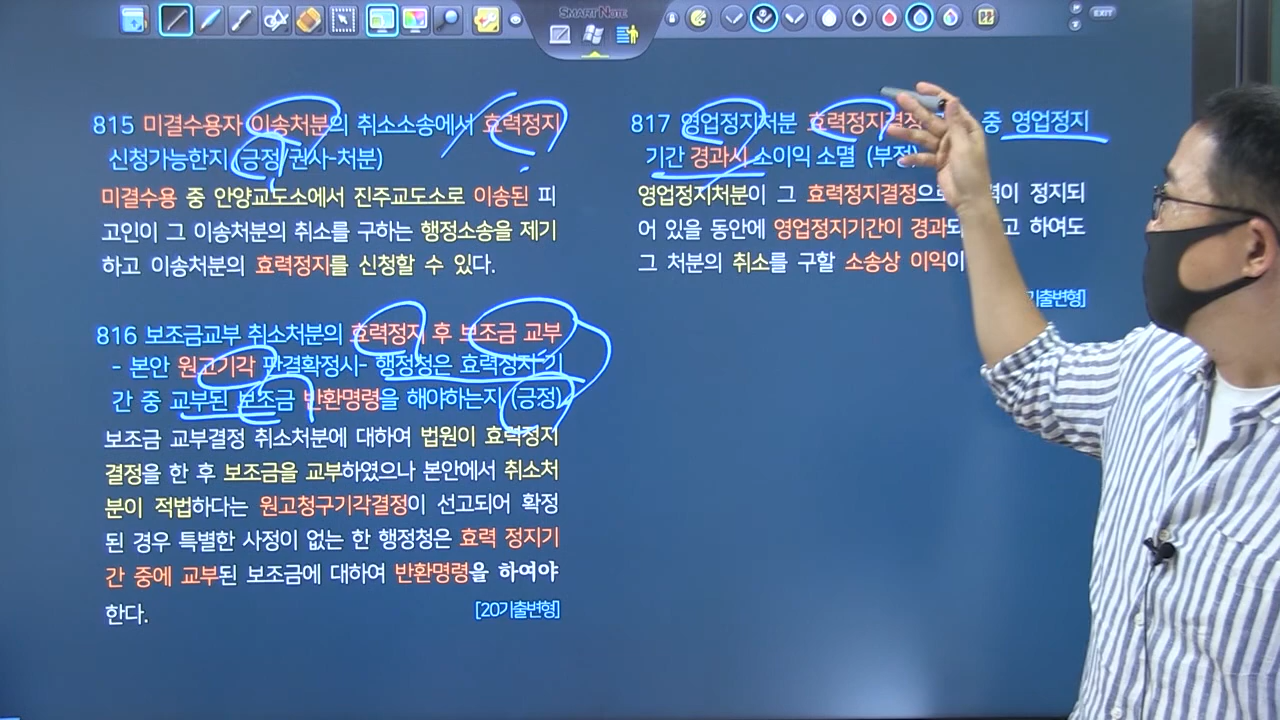 SMART NOTE
EXIT
815 미결수용자 이송처분의 취소소송에서 효력정지
신청가능한지 (긍정/권사-처분)
미결수용 중 안양교도소에서 진주교도소로 이송된 피
고인이 그 이송처분의 취소를 구하는 행정소송을 제기
하고 이송처분의 효력정지를 신청할 수 있다.
816 보조금교부 취소처분의 효력정지 후 보조금 교부
- 본안 원고기각 판결확정시- 행정청은 효력정지 기
간 중 교부된 보조금 반환명령을 해야하는지 (긍정)
보조금 교부결정 취소처분에 대하여 법원이 효력정지
결정을 한 후 보조금을 교부하였으나 본안에서 취소처
분이 적법하다는 원고청구기각결정이 선고되어 확정
된 경우 특별한 사정이 없는 한 행정청은 효력 정지기
간 중에 교부된 보조금에 대하여 반환명령을 하여야
한다.
[20기출변형]
817 영업정지처분 효력정지결정 중 영업정지
기간 경과시 소이익 소멸 (부정)
영업정지처분이 그 효력정지결정으로 정지되
어 있을 동안에 영업정지기간이 경과 하여도
그 처분의 취소를 구할 소송상 이익이
기출변형]